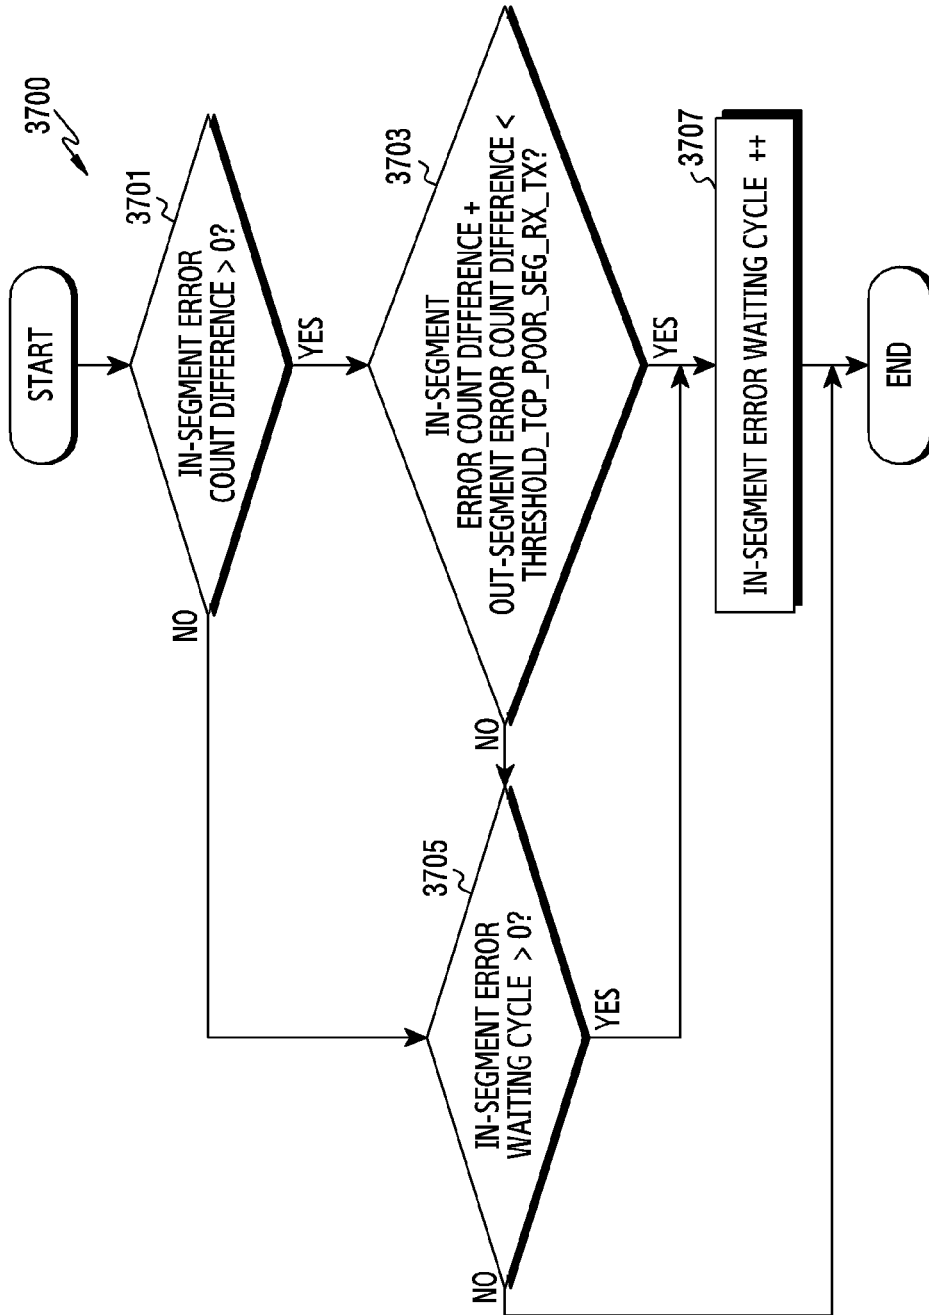 3700
START
3701
IN-SEGMENT ERROR
COUNT DIFFERENCE > 0?
NO
YES
3703
IN-SEGMENT
ERROR COUNT DIFFERENCE +
OUT-SEGMENT ERROR COUNT DIFFERENCE <
THRESHOLD_TCP_POOR_SEG_RX_TX?
NO
YES
3705
IN-SEGMENT ERROR
WAITING CYCLE > 0?
NO
YES
3707
IN-SEGMENT ERROR WAITING CYCLE ++
END